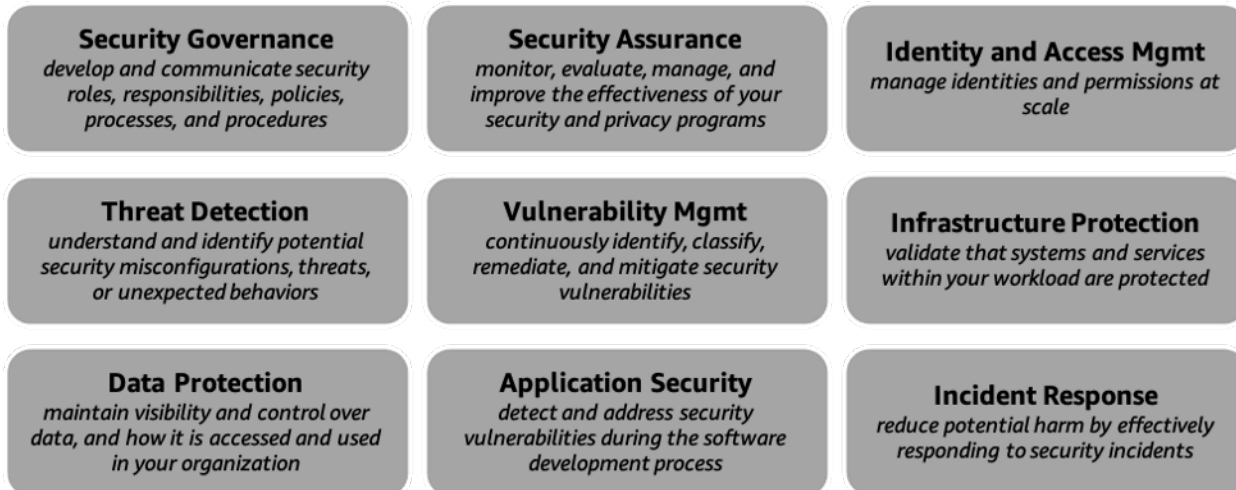 Security Governance
develop and communicate security
roles, responsibilities, policies,
processes, and procedures
Security Assurance
monitor, evaluate, manage, and
improve the effectiveness of your
security and privacy programs
Identity and Access Mgmt
manage identities and permissions at
scale
Threat Detection
understand and identify potential
security misconfigurations, threats,
or unexpected behaviors
Vulnerability Mgmt
continuously identify, classify,
remediate, and mitigate security
vulnerabilities
Infrastructure Protection
validate that systems and services
within your workload are protected
Data Protection
maintain visibility and control over
data, and how it is accessed and used
in your organization
Application Security
detect and address security
vulnerabilities during the software
development process
Incident Response
reduce potential harm by effectively
responding to security incidents